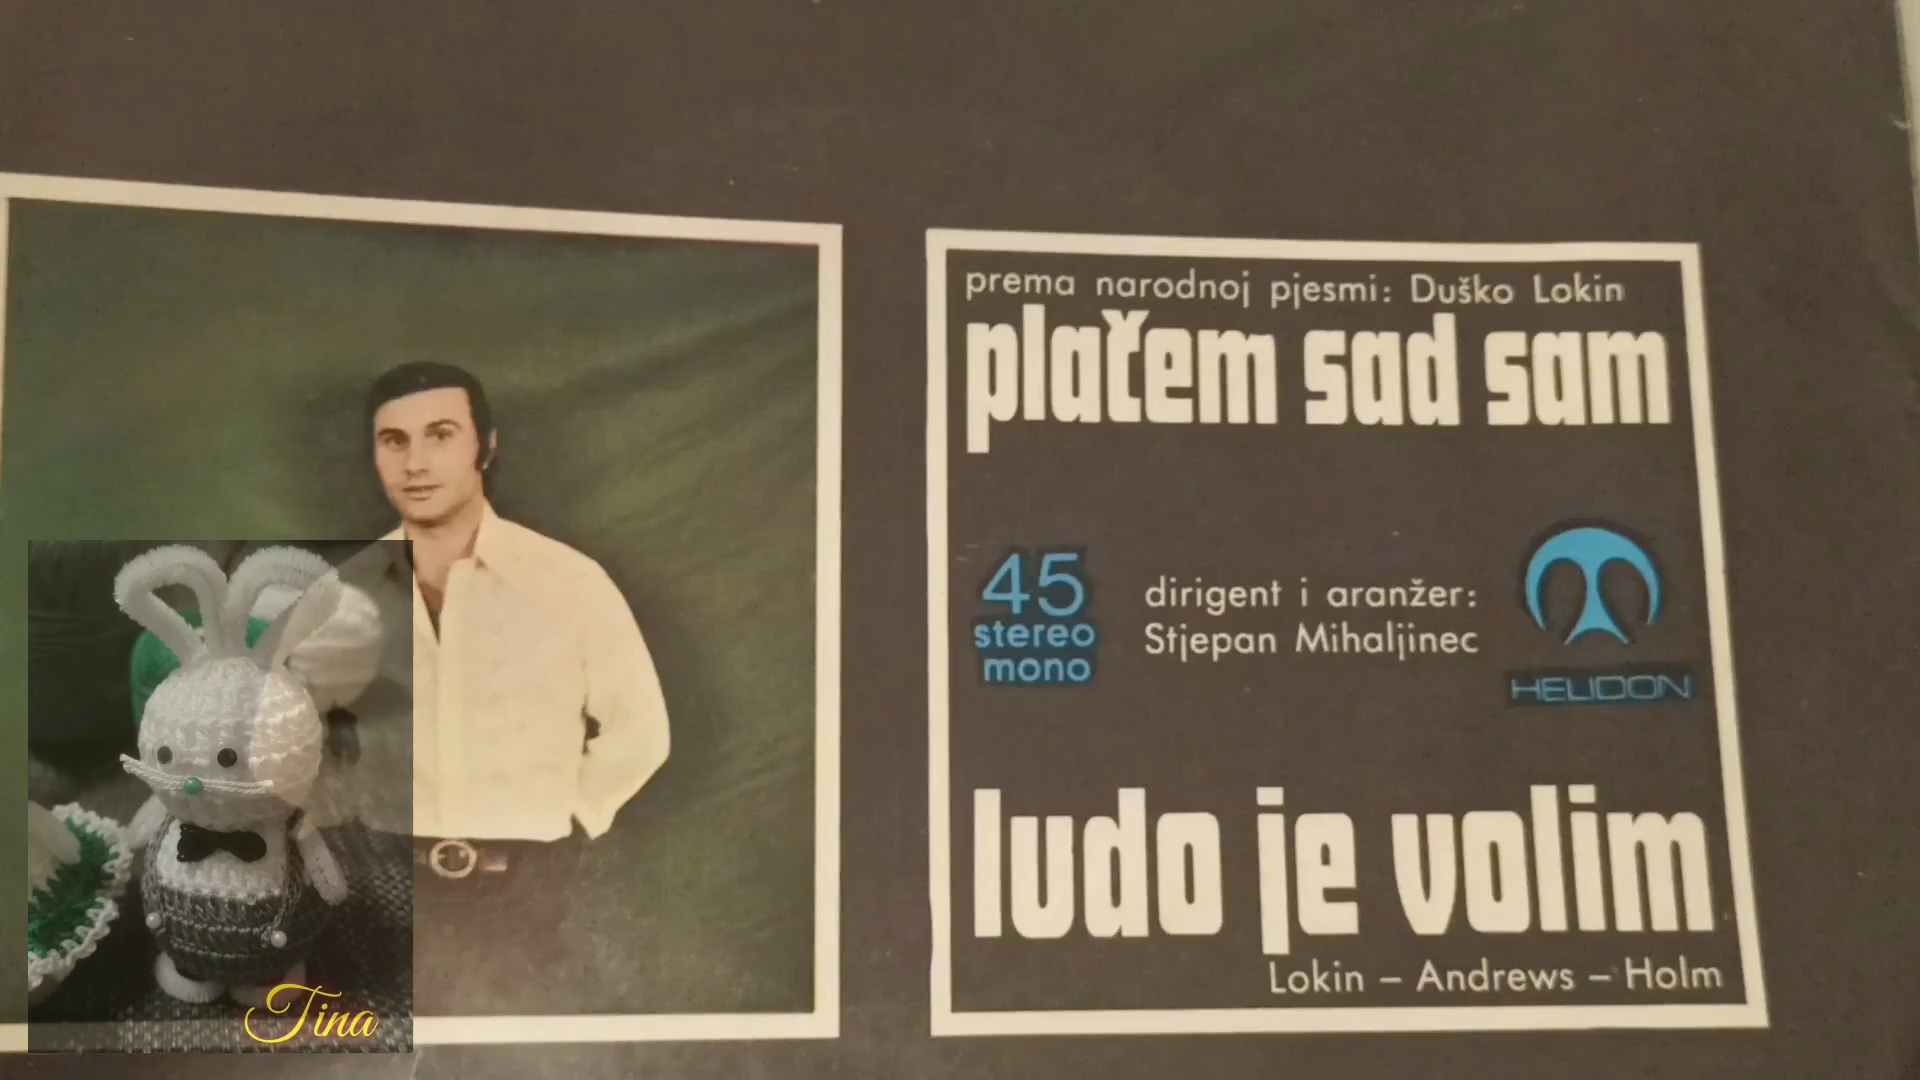 prema narodnoj pjesmi: Duško Lokin
plačem sad sam
45
stereo
mono
dirigent i aranžer:
Stjepan Mihaljinec
HELIDON
ludo je volim
Lokin – Andrews – Holm
Tina